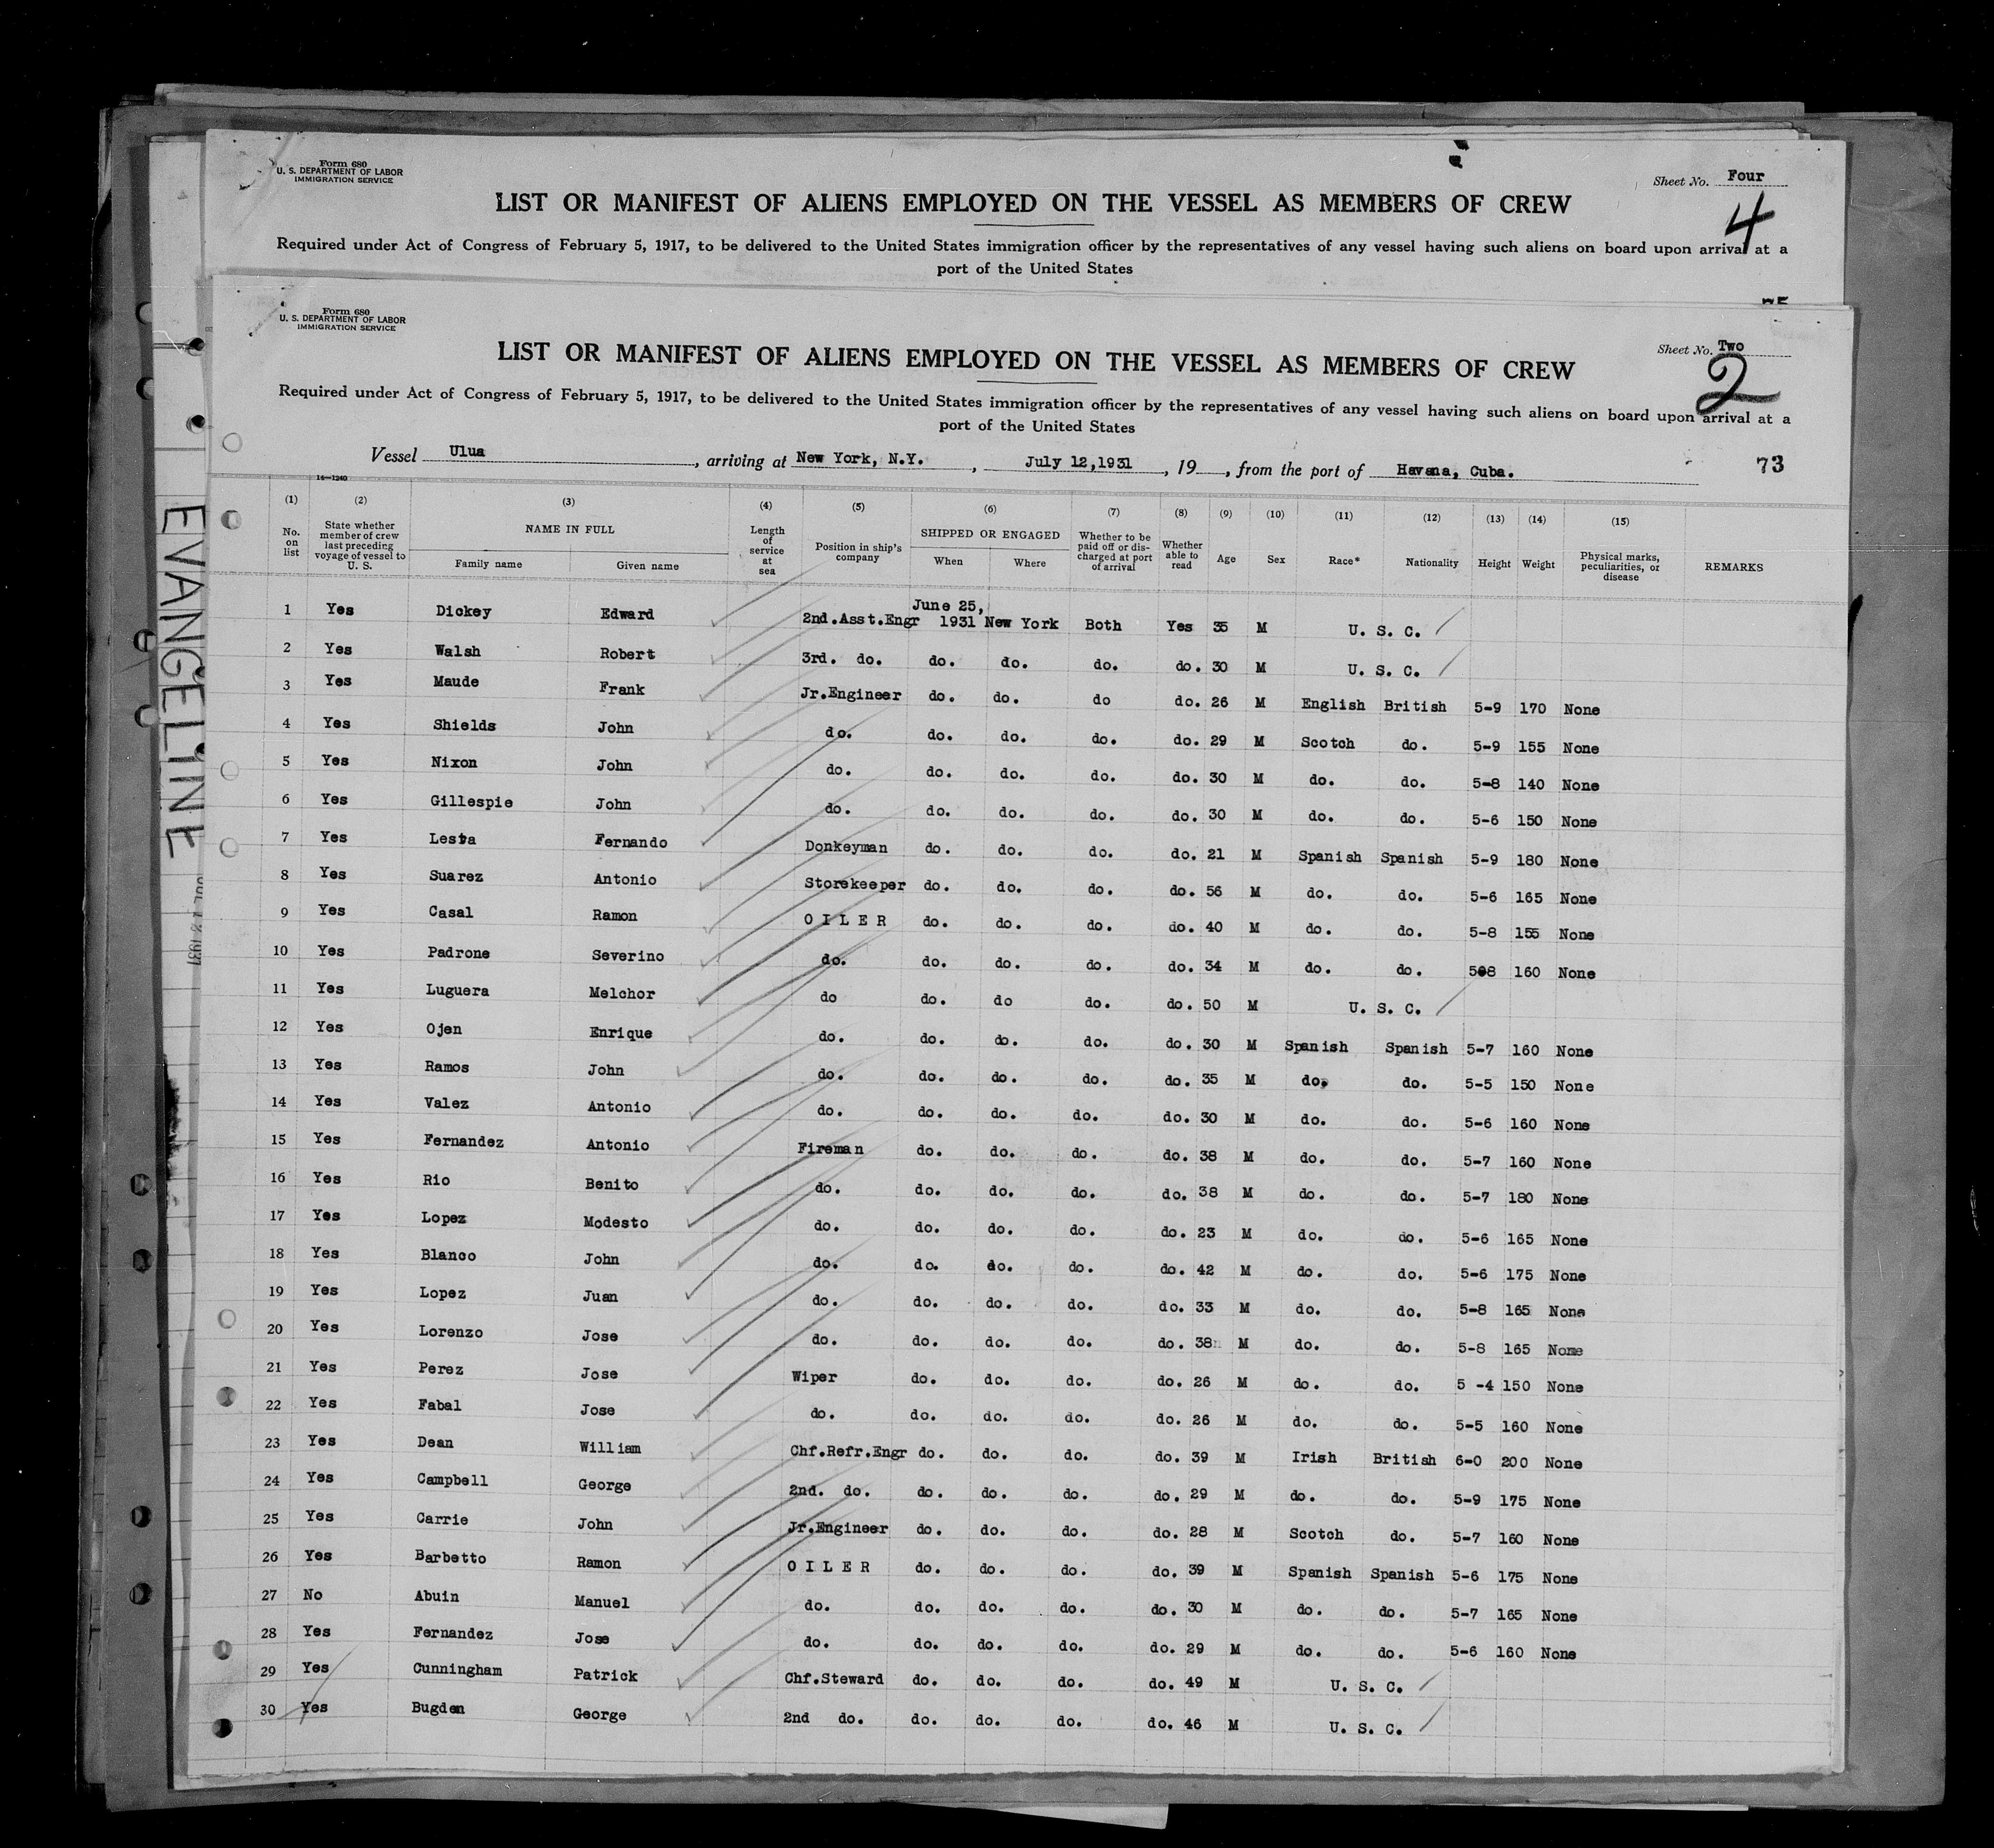 Form 680
U. S. DEPARTMENT OF LABOR
IMMIGRATION SERVICE
Sheet No. Four
4
LIST OR MANIFEST OF ALIENS EMPLOYED ON THE VESSEL AS MEMBERS OF CREW
Required under Act of Congress of February 5, 1917, to be delivered to the United States immigration officer by the representatives of any vessel having such aliens on board upon arrival at a
port of the United States
Form 680
U. S. DEPARTMENT OF LABOR
IMMIGRATION SERVICE
Sheet No. Two
2
LIST OR MANIFEST OF ALIENS EMPLOYED ON THE VESSEL AS MEMBERS OF CREW
Required under Act of Congress of February 5, 1917, to be delivered to the United States immigration officer by the representatives of any vessel having such aliens on board upon arrival at a
port of the United States
Vessel Ulua, arriving at New York, N.Y., July 12,1931, 19, from the port of Havana, Cuba. 73
14—1240
(1) (2) (3) (4) (5) (6) (7) (8) (9) (10) (11) (12) (13) (14) (15)
No. on list State whether member of crew last preceding voyage of vessel to U. S. NAME IN FULL Family name Given name Length of service at sea Position in ship's company SHIPPED OR ENGAGED When Where Whether to be paid off or discharged at port of arrival Whether able to read Age Sex Race* Nationality Height Weight Physical marks, peculiarities, or disease REMARKS
1 Yes Dickey Edward 2nd.Asst.Engr June 25, 1931 New York Both Yes 35 M U. S. C.
2 Yes Walsh Robert 3rd. do. do. do. do. do. 30 M U. S. C.
3 Yes Maude Frank Jr.Engineer do. do. do do. 26 M English British 5-9 170 None
4 Yes Shields John do. do. do. do. do. 29 M Scotch do. 5-9 155 None
5 Yes Nixon John do. do. do. do. do. 30 M do. do. 5-8 140 None
6 Yes Gillespie John do. do. do. do. do. 30 M do. do. 5-6 150 None
7 Yes Lesta Fernando Donkeyman do. do. do. do. 21 M Spanish Spanish 5-9 180 None
8 Yes Suarez Antonio Storekeeper do. do. do. do. 56 M do. do. 5-6 165 None
9 Yes Casal Ramon O I L E R do. do. do. do. 40 M do. do. 5-8 155 None
10 Yes Padrone Severino do. do. do. do. do. 34 M do. do. 5-8 160 None
11 Yes Luguera Melchor do do. do do. do. 50 M U. S. C.
12 Yes Ojen Enrique do. do. do. do. do. 30 M Spanish Spanish 5-7 160 None
13 Yes Ramos John do. do. do. do. do. 35 M do. do. 5-5 150 None
14 Yes Valez Antonio do. do. do. do. do. 30 M do. do. 5-6 160 None
15 Yes Fernandez Antonio Fireman do. do. do. do. 38 M do. do. 5-7 160 None
16 Yes Rio Benito do. do. do. do. do. 38 M do. do. 5-7 180 None
17 Yes Lopez Modesto do. do. do. do. do. 23 M do. do. 5-6 165 None
18 Yes Blanco John do. do. do. do. do. 42 M do. do. 5-6 175 None
19 Yes Lopez Juan do. do. do. do. do. 33 M do. do. 5-8 165 None
20 Yes Lorenzo Jose do. do. do. do. do. 38 M do. do. 5-8 165 None
21 Yes Perez Jose Wiper do. do. do. do. 26 M do. do. 5 -4 150 None
22 Yes Fabal Jose do. do. do. do. do. 26 M do. do. 5-5 160 None
23 Yes Dean William Chf.Refr.Engr do. do. do. do. 39 M Irish British 6-0 200 None
24 Yes Campbell George 2nd. do. do. do. do. do. 29 M do. do. 5-9 175 None
25 Yes Carrie John Jr.Engineer do. do. do. do. 28 M Scotch do. 5-7 160 None
26 Yes Barbetto Ramon O I L E R do. do. do. do. 39 M Spanish Spanish 5-6 175 None
27 No Abuin Manuel do. do. do. do. do. 30 M do. do. 5-7 165 None
28 Yes Fernandez Jose do. do. do. do. do. 29 M do. do. 5-6 160 None
29 Yes Cunningham Patrick Chf.Steward do. do. do. do. 49 M U. S. C.
30 Yes Bugden George 2nd do. do. do. do. do. 46 M U. S. C.
EVANGELINE